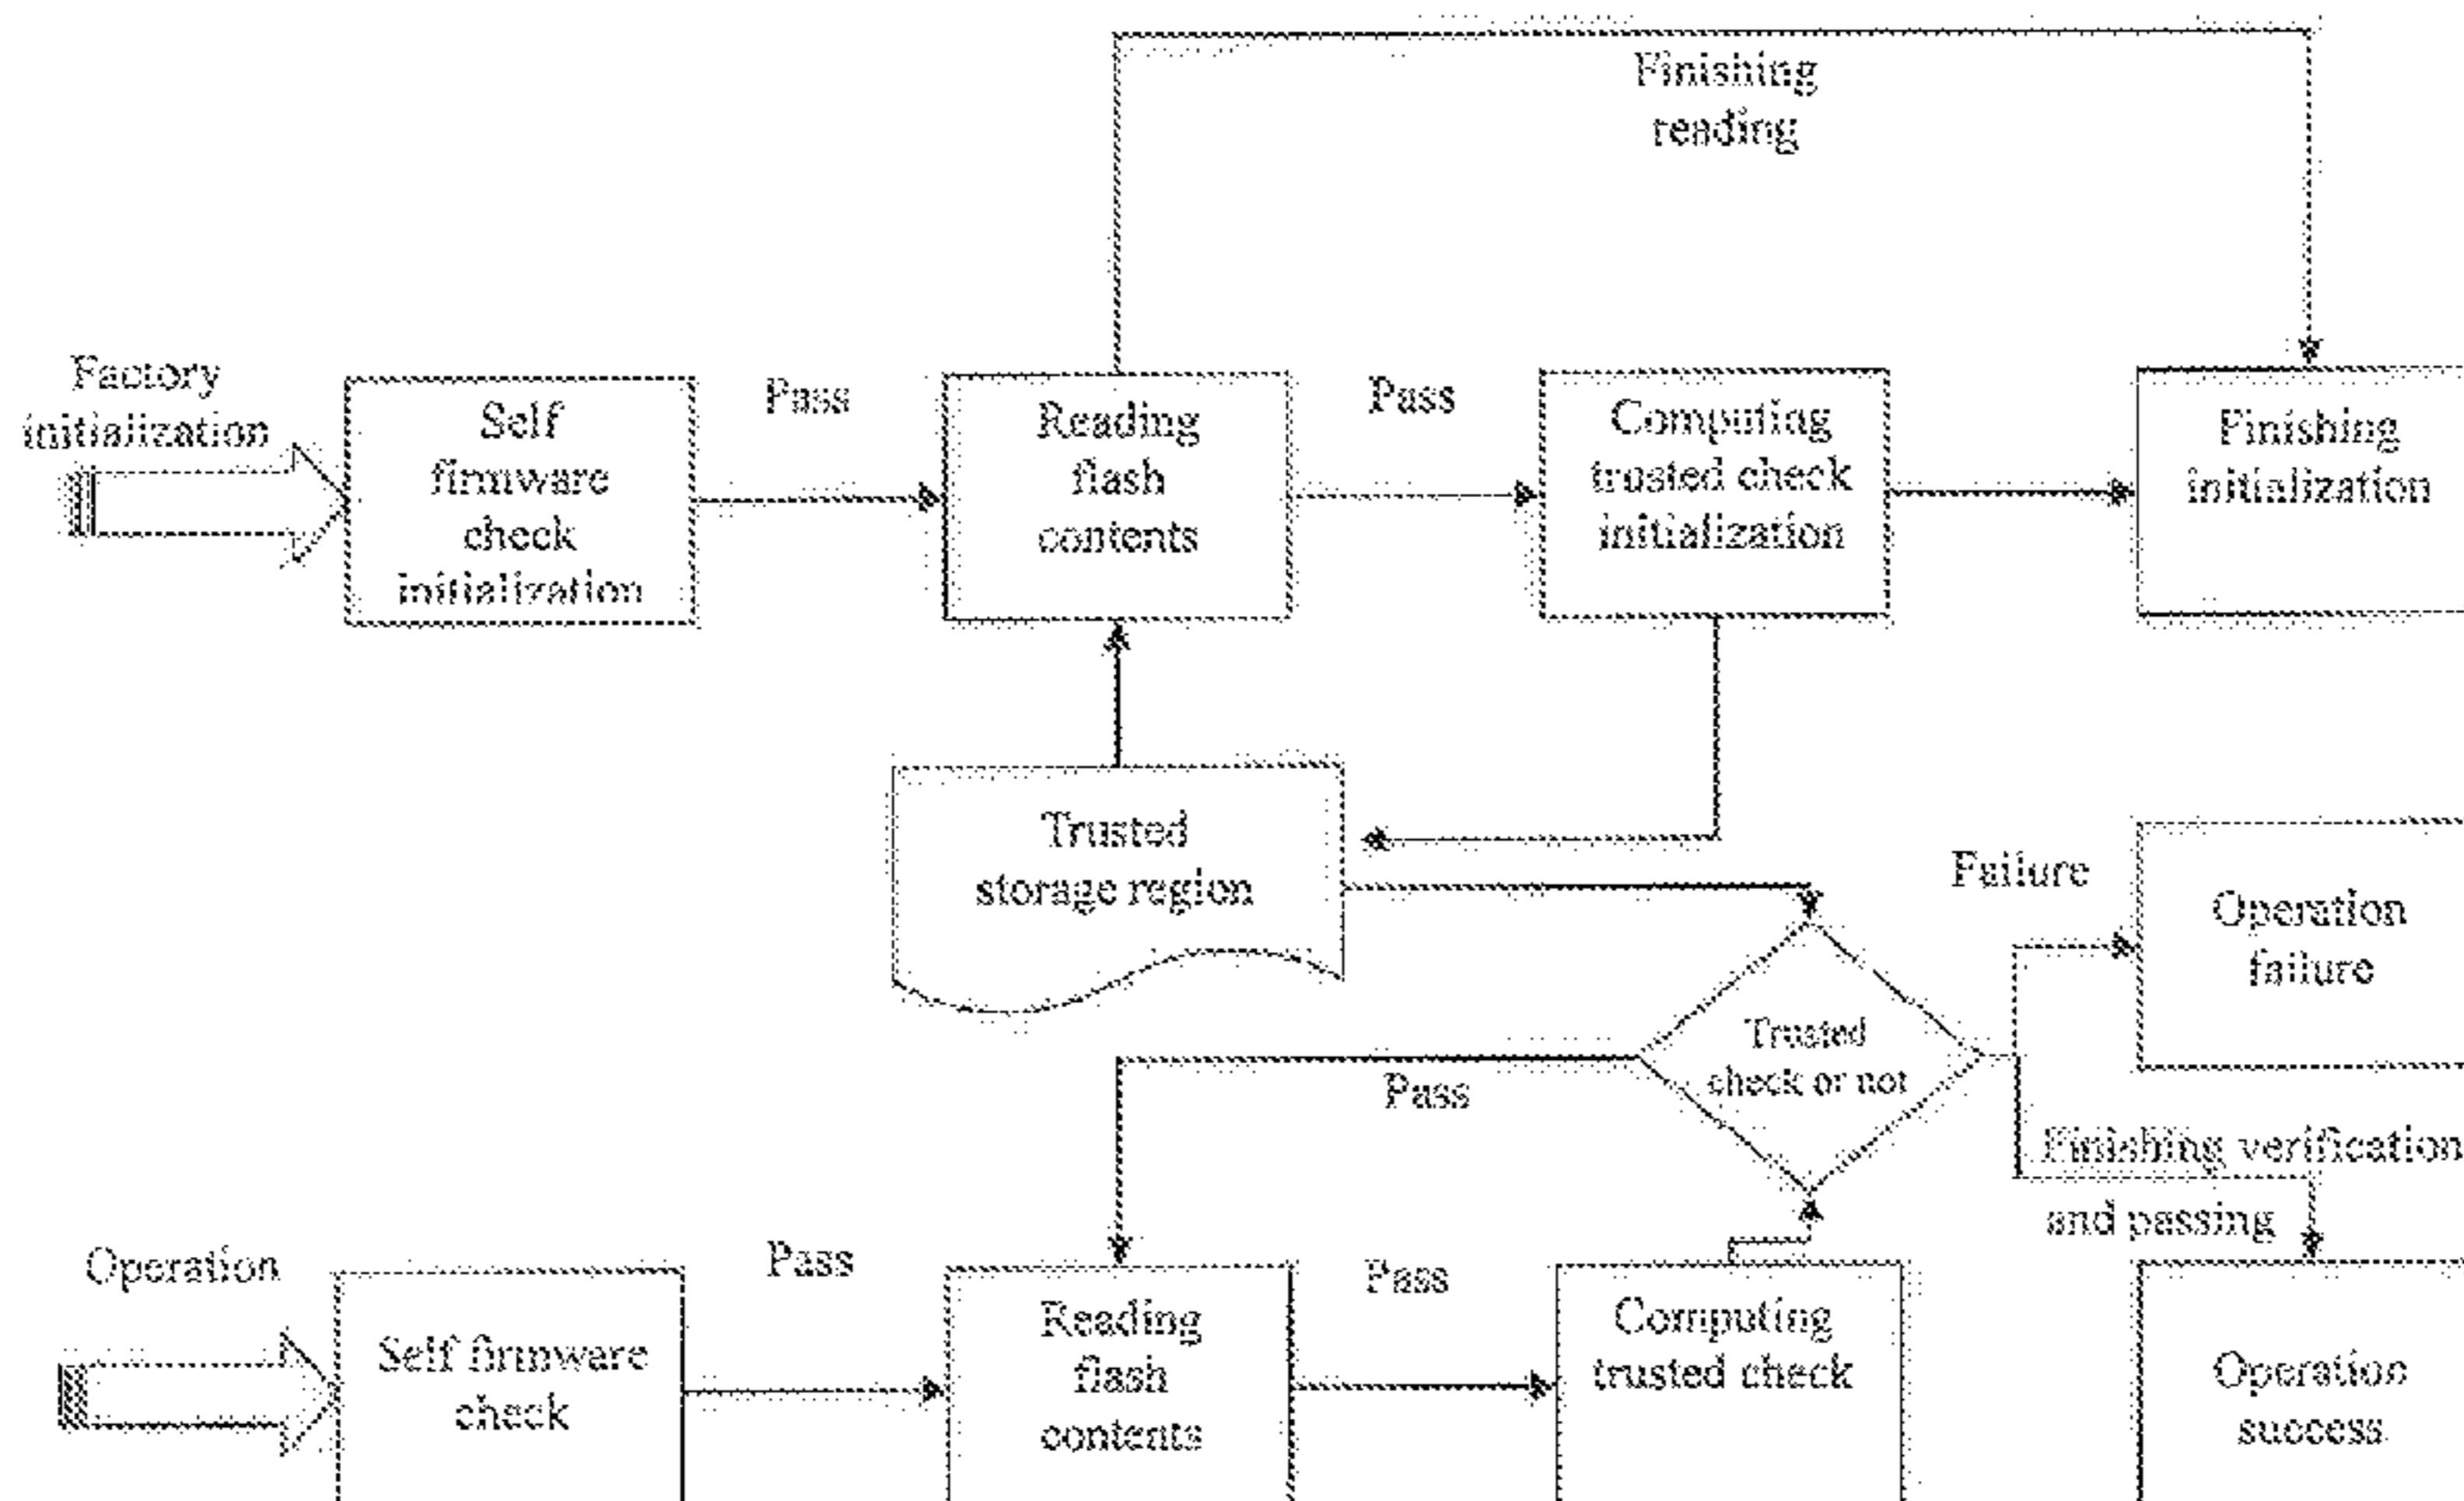 Finishing
reading
Factory
initialization
Self
firmware
check
initialization
Pass
Reading
flash
contents
Pass
Computing
trusted check
initialization
Finishing
initialization
Trusted
storage region
Failure
Operation
failure
Trusted
check or not
Pass
Finishing verification
and passing
Operation
Self firmware
check
Pass
Reading
flash
contents
Pass
Computing
trusted check
Operation
success